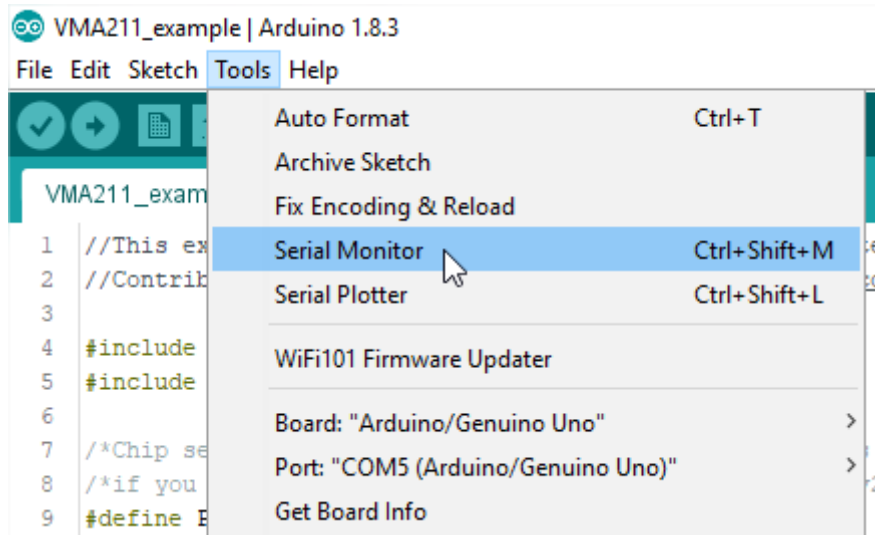 VMA211_example | Arduino 1.8.3
File Edit Sketch Tools Help
Auto Format Ctrl+T
Archive Sketch
VMA211_exam
Fix Encoding & Reload
1 //This ex
Serial Monitor Ctrl+Shift+M
2 //Contrib
Serial Plotter Ctrl+Shift+L
3
4 #include
WiFi101 Firmware Updater
5 #include
6
Board: "Arduino/Genuino Uno"
7 /*Chip se
Port: "COM5 (Arduino/Genuino Uno)"
8 /*if you
Get Board Info
9 #define